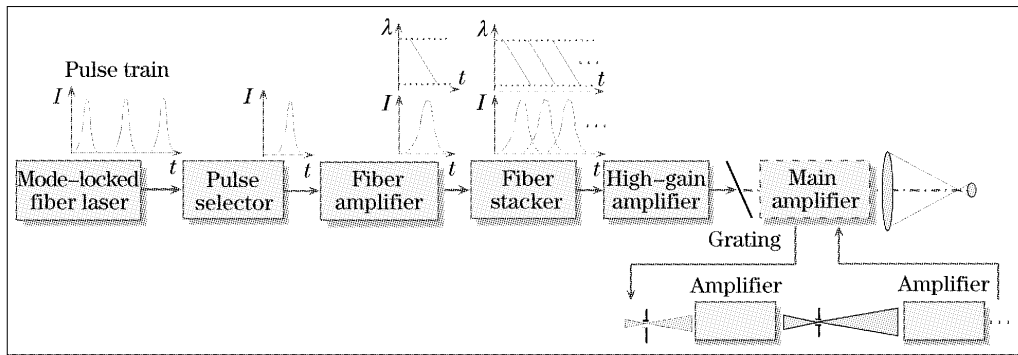 λ
λ
Pulse train
t
t
···
I
I
I
I
···
t
t
t
t
Mode-locked
fiber laser
Pulse
selector
Fiber
amplifier
Fiber
stacker
High-gain
amplifier
Main
amplifier
Grating
Amplifier
Amplifier
···